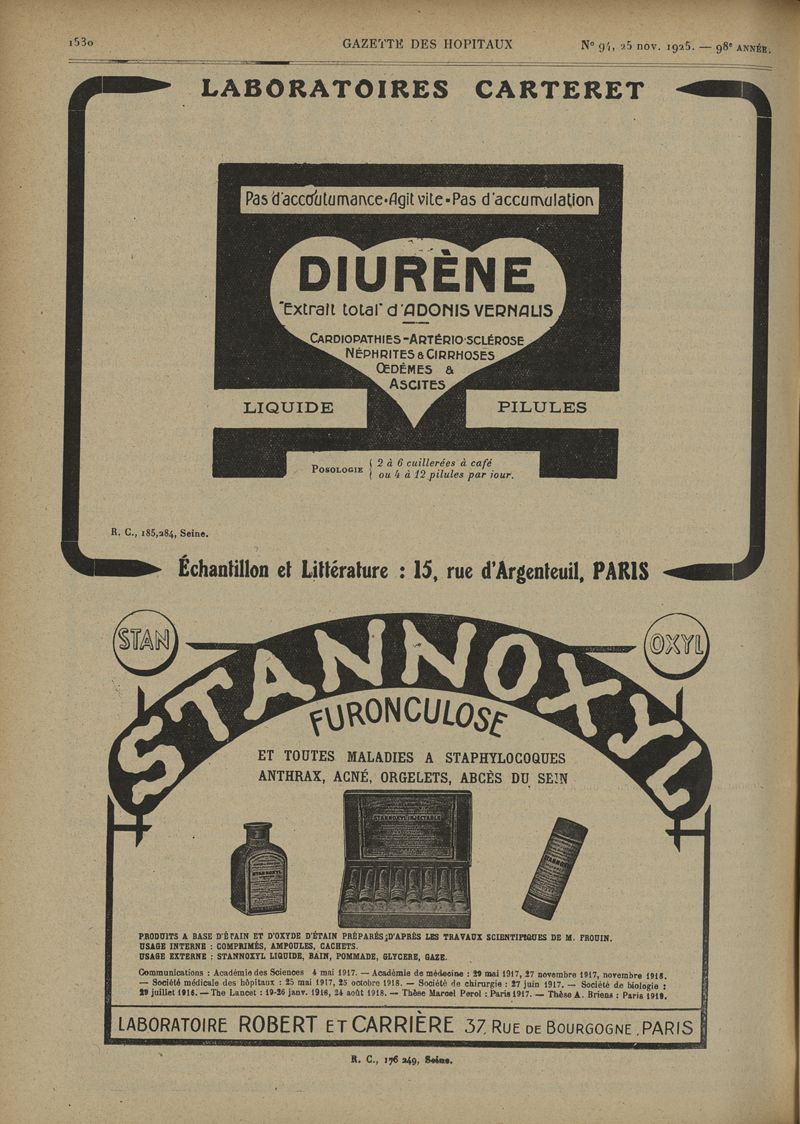 1530 GAZETTE DES HOPITAUX N° 94, 25 nov. 1925. — 98e ANNÉE.
LABORATOIRES CARTERET
Pas d'accoutumance·Agit vite·Pas d'accumulation
DIURÈNE
"Extrait total" d'ADONIS VERNALIS
CARDIOPATHIES-ARTÉRIO-SCLÉROSE
NÉPHRITES & CIRRHOSES
ŒDÈMES &
ASCITES
LIQUIDE PILULES
POSOLOGIE { 2 à 6 cuillerées à café
ou 4 à 12 pilules par jour.
R. C., 185,284, Seine.
Échantillon et Littérature : 15, rue d'Argenteuil, PARIS
STAN OXYL
STANNOXYL
FURONCULOSE
ET TOUTES MALADIES A STAPHYLOCOQUES
ANTHRAX, ACNÉ, ORGELETS, ABCÈS DU SEIN
STANNOXYL INJECTABLE
STANNOXYL
STANNOXYL
PRODUITS A BASE D'ÉTAIN ET D'OXYDE D'ÉTAIN PRÉPARÉS D'APRÈS LES TRAVAUX SCIENTIFIQUES DE M. FROUIN.
USAGE INTERNE : COMPRIMÉS, AMPOULES, CACHETS.
USAGE EXTERNE : STANNOXYL LIQUIDE, BAIN, POMMADE, GLYCERE, GAZE.
Communications : Académie des Sciences 4 mai 1917. — Académie de médecine : 29 mai 1917, 27 novembre 1917, novembre 1918.
— Société médicale des hôpitaux : 25 mai 1917, 25 octobre 1918. — Société de chirurgie : 27 juin 1917. — Société de biologie :
29 juillet 1916. — The Lancet : 19-26 janv. 1918, 24 août 1918. — Thèse Marcel Perol : Paris 1917. — Thèse A. Briens : Paris 1919.
LABORATOIRE ROBERT ET CARRIÈRE 37, RUE DE BOURGOGNE . PARIS
R. C., 176 249, Seine.